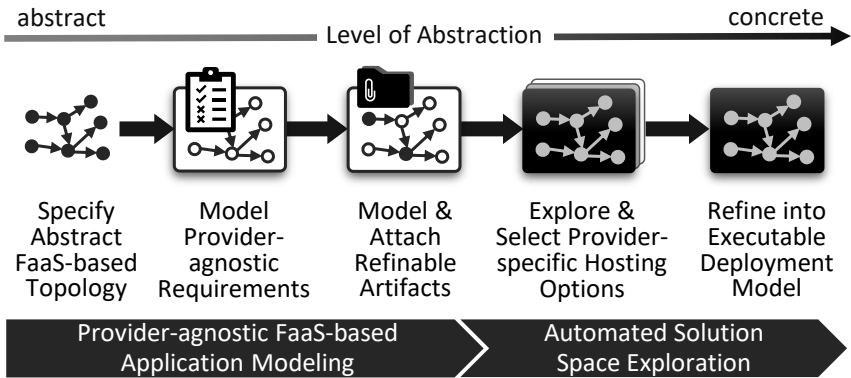 abstract
concrete
Level of Abstraction
Specify
Abstract
FaaS-based
Topology
Model
Provider-
agnostic
Requirements
Model &
Attach
Refinable
Artifacts
Explore &
Select Provider-
specific Hosting
Options
Refine into
Executable
Deployment
Model
Provider-agnostic FaaS-based
Application Modeling
Automated Solution
Space Exploration